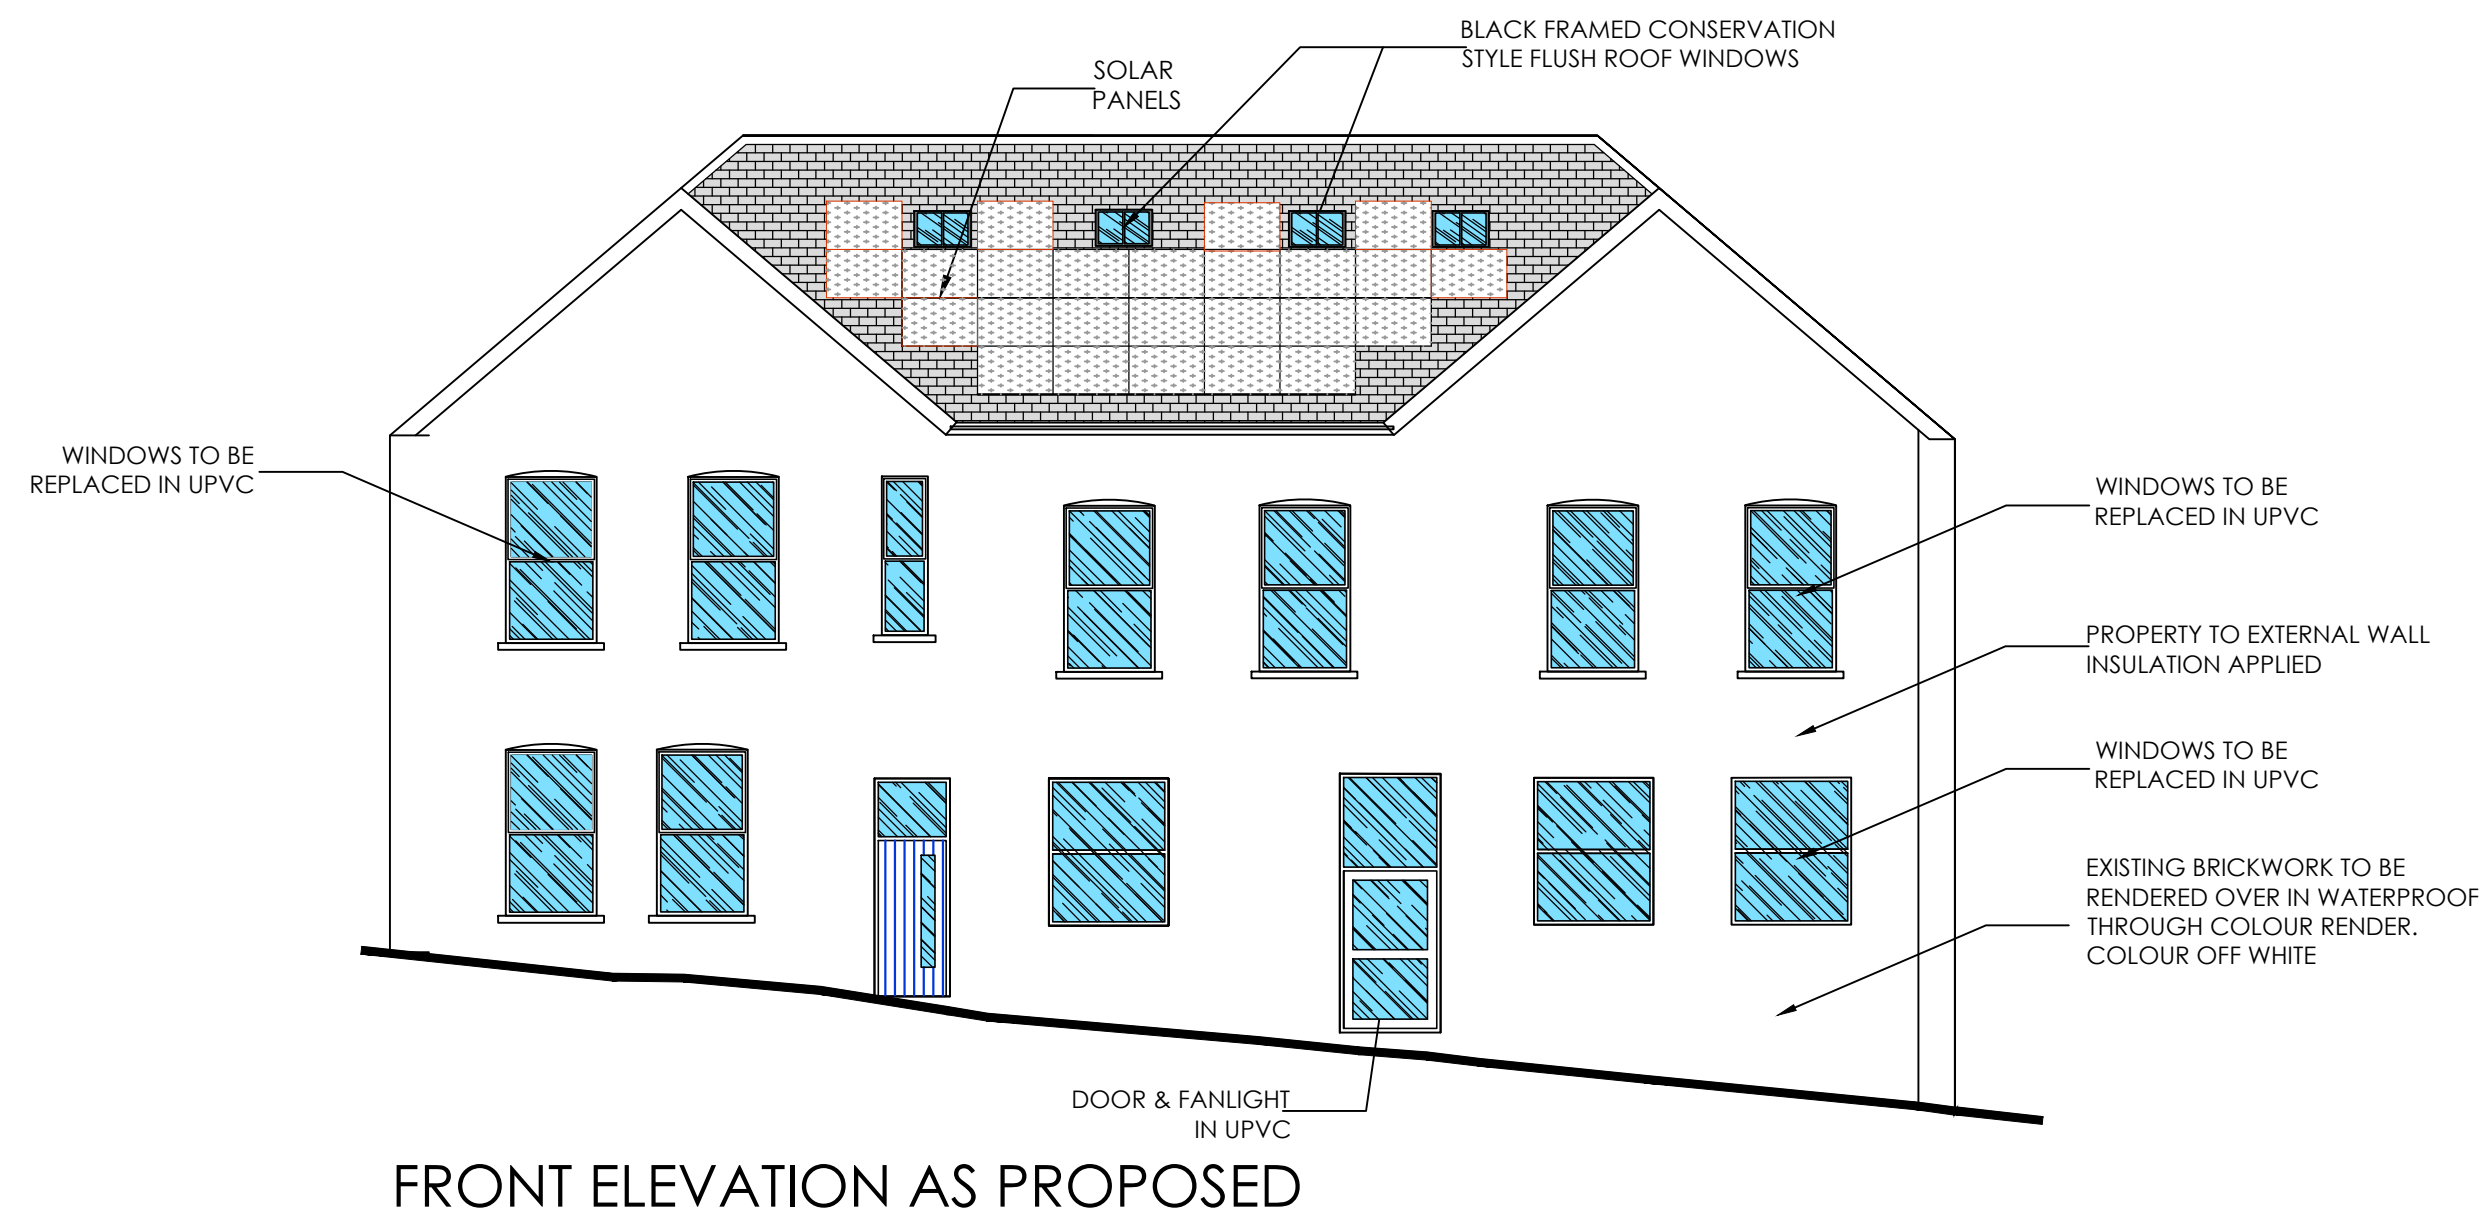 BLACK FRAMED CONSERVATION
STYLE FLUSH ROOF WINDOWS
SOLAR
PANELS
WINDOWS TO BE
REPLACED IN UPVC
WINDOWS TO BE
REPLACED IN UPVC
PROPERTY TO EXTERNAL WALL
INSULATION APPLIED
WINDOWS TO BE
REPLACED IN UPVC
EXISTING BRICKWORK TO BE
RENDERED OVER IN WATERPROOF
THROUGH COLOUR RENDER.
COLOUR OFF WHITE
DOOR & FANLIGHT
IN UPVC
FRONT ELEVATION AS PROPOSED